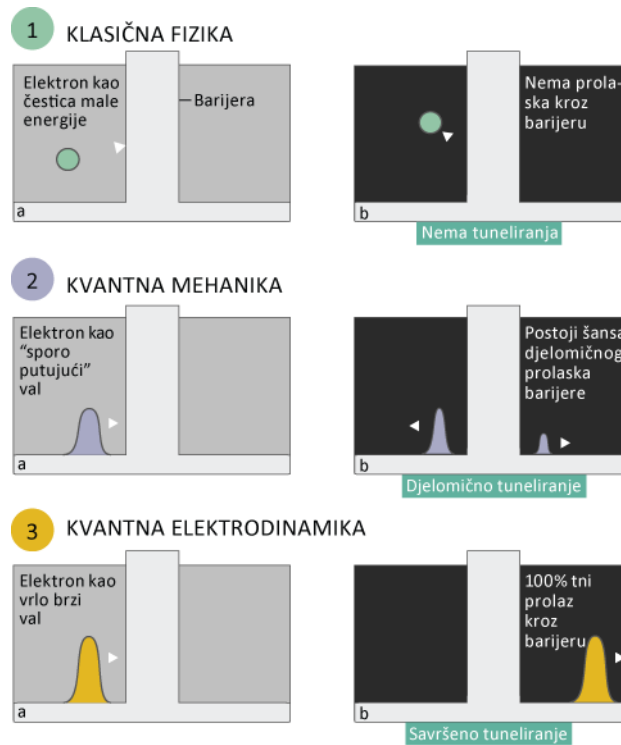 1 KLASIČNA FIZIKA
Elektron kao
čestica male
energije
Barijera
a
Nema prola-
ska kroz
barijeru
b
Nema tuneliranja
2 KVANTNA MEHANIKA
Elektron kao
“sporo
putujući”
val
a
Postoji šansa
djelomičnog
prolaska
barijere
b
Djelomično tuneliranje
3 KVANTNA ELEKTRODINAMIKA
Elektron kao
vrlo brzi
val
a
100% tni
prolaz
kroz
barijeru
b
Savršeno tuneliranje